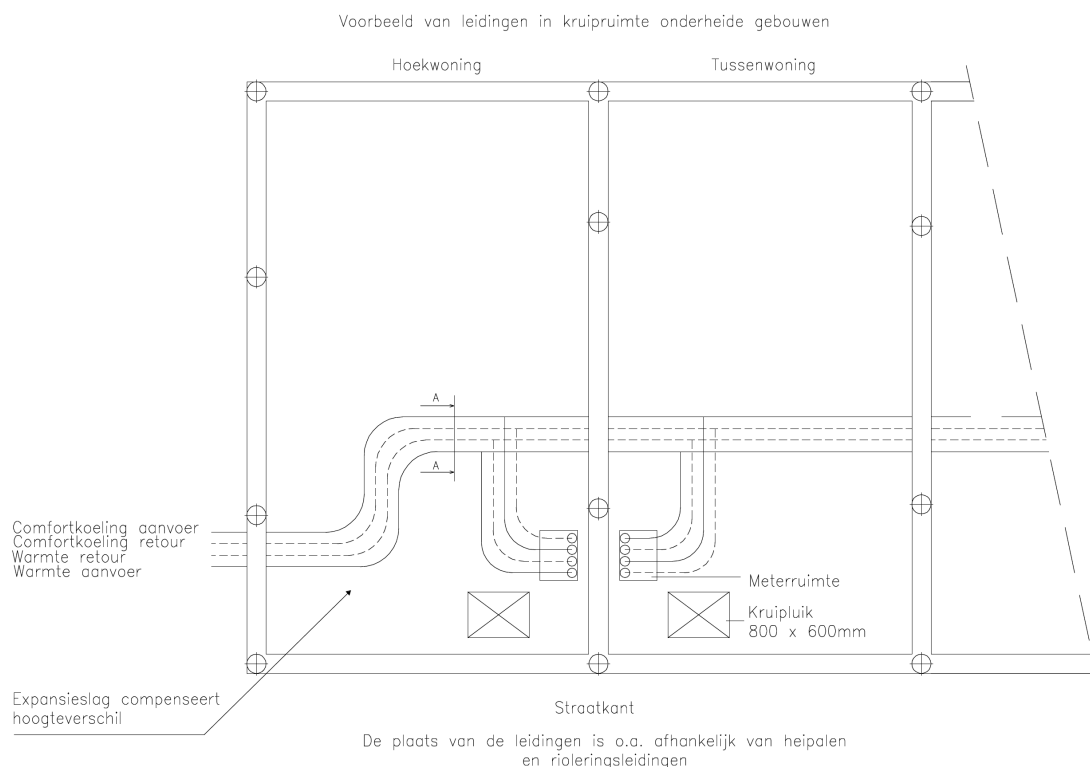 Voorbeeld van leidingen in kruipruimte onderheide gebouwen
Hoekwoning
Tussenwoning
A
A
Comfortkoeling aanvoer
Comfortkoeling retour
Warmte retour
Warmte aanvoer
Meterruimte
Kruipluik
800 x 600mm
Expansieslag compenseert
hoogteverschil
Straatkant
De plaats van de leidingen is o.a. afhankelijk van heipalen
en rioleringsleidingen